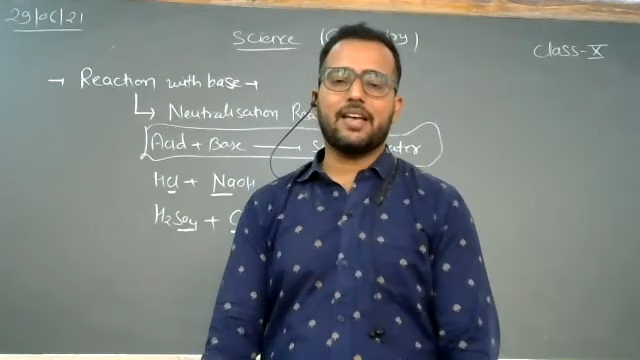 29/06/21
Science
Class-X
→ Reaction with base →
↳ Neutralisation
Acid + Base →
HCl + NaOH
H₂SO₄ +